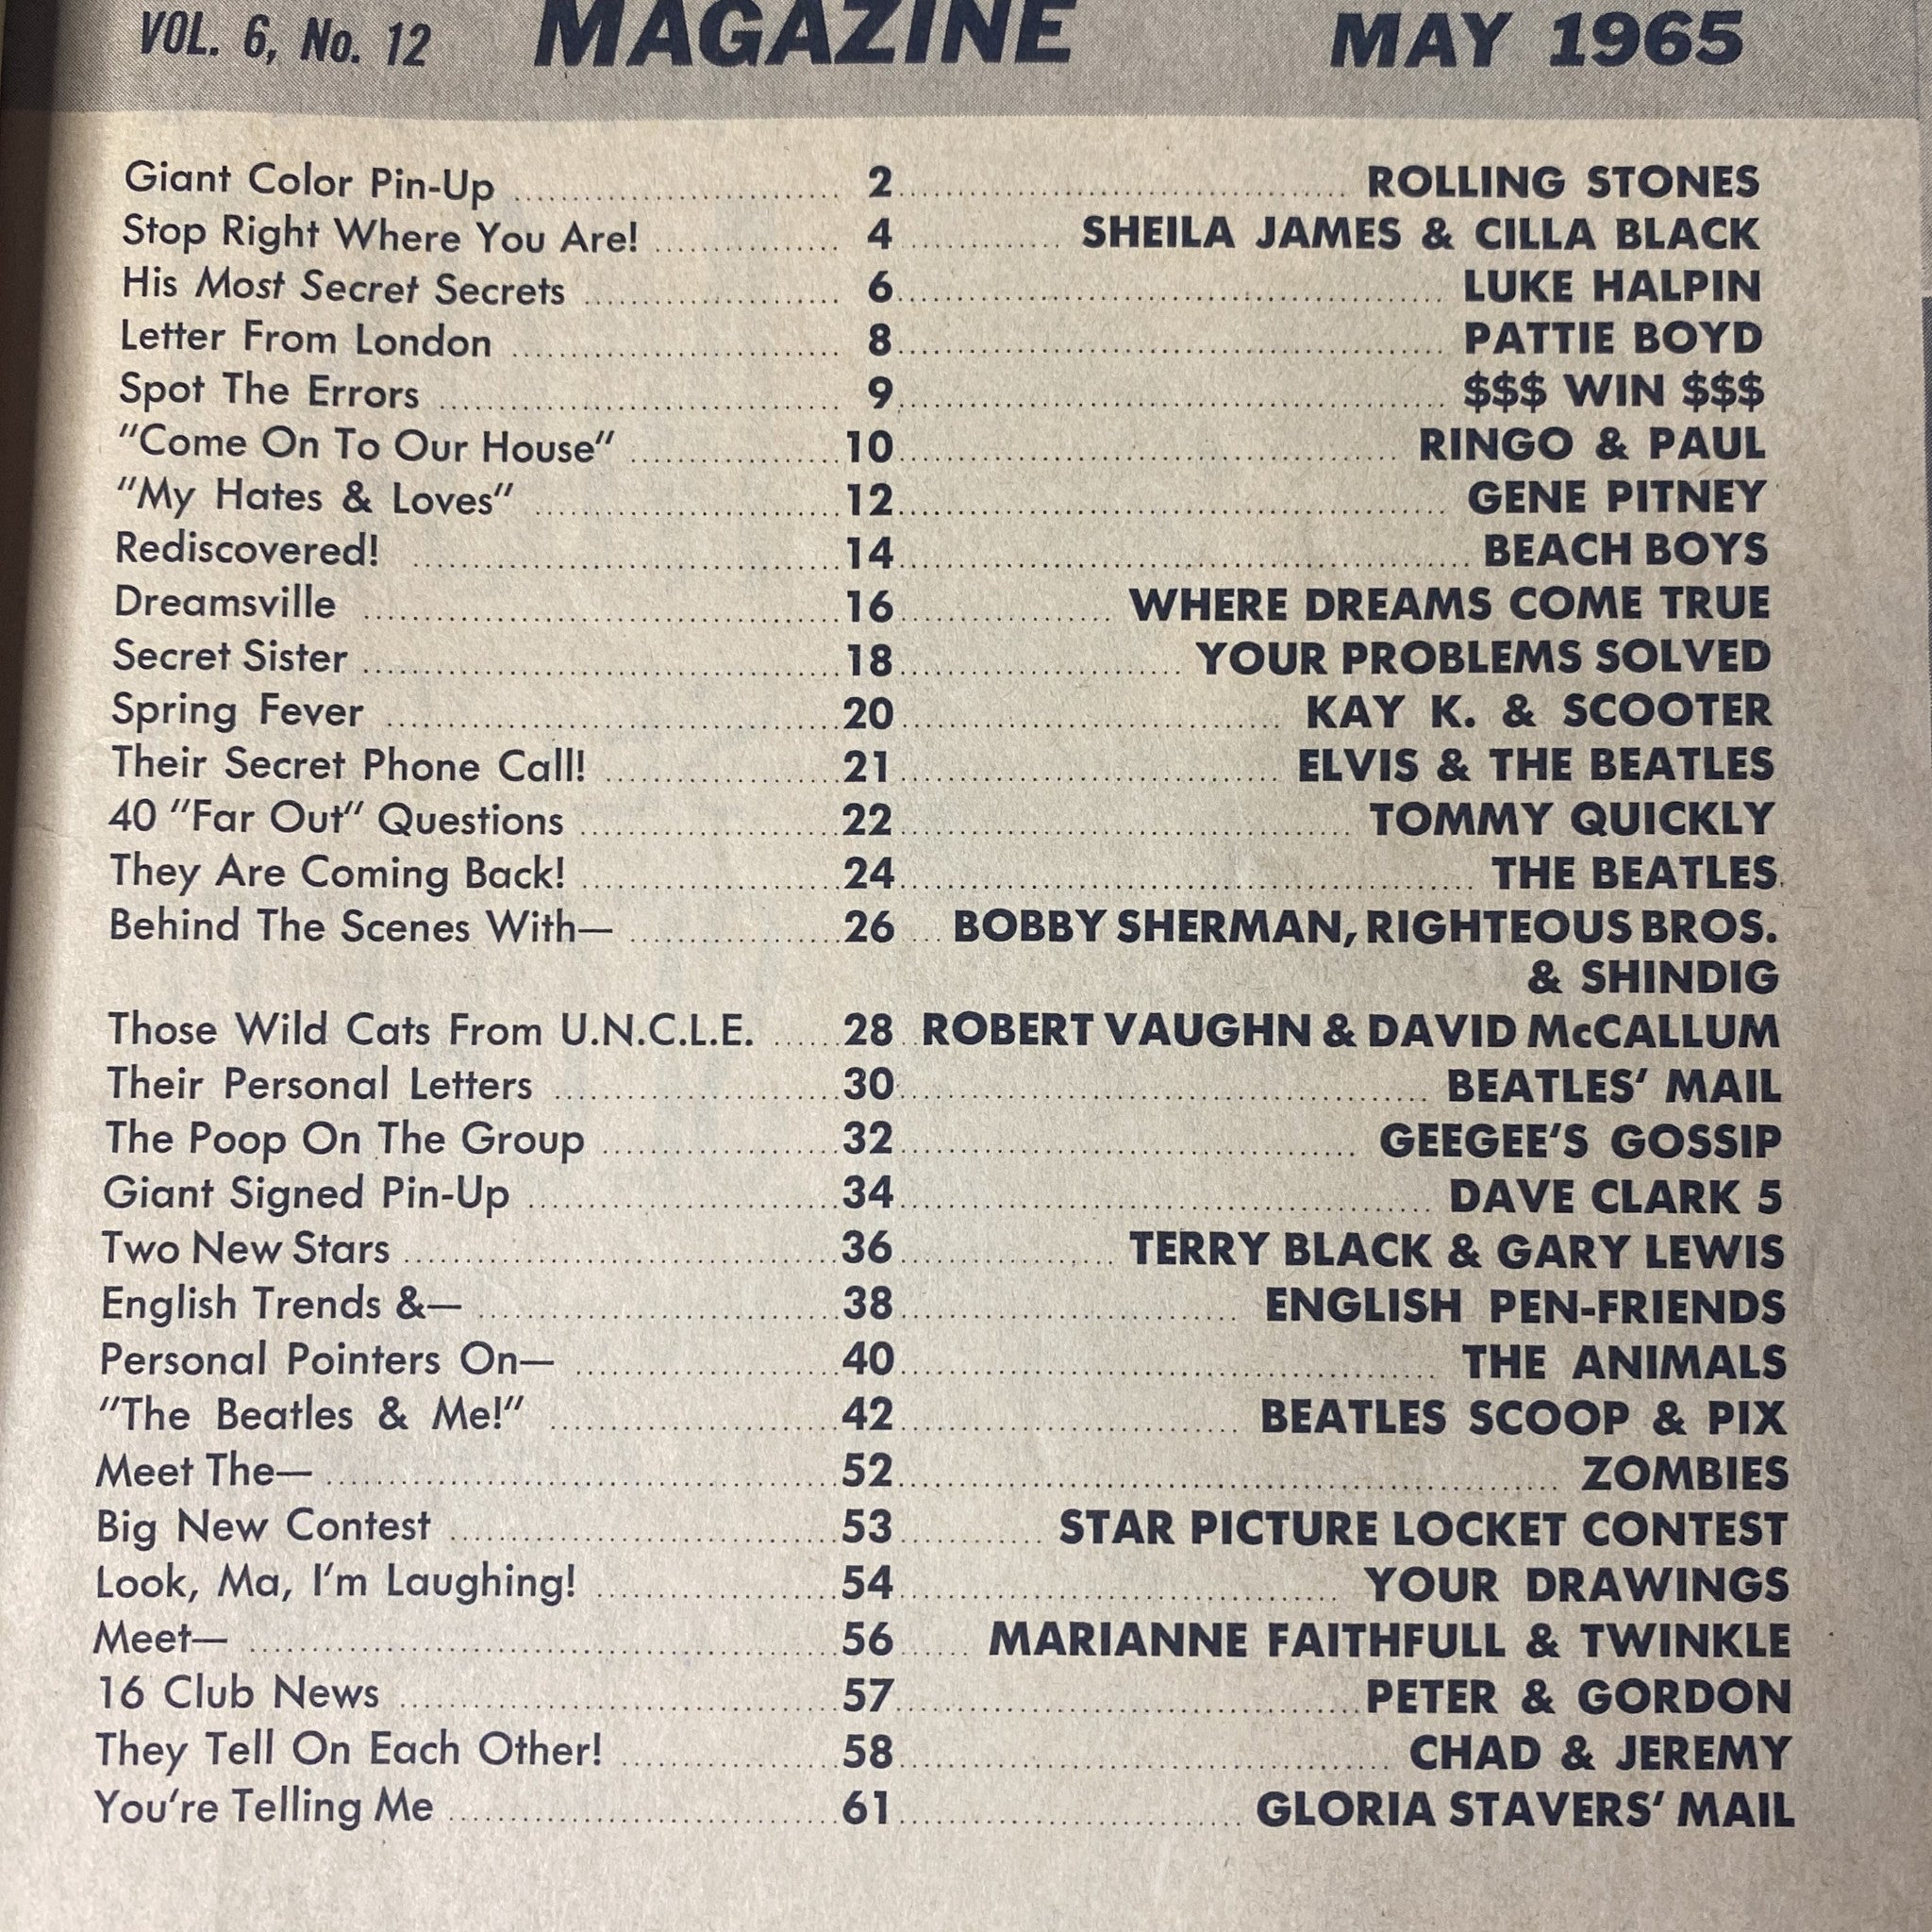 VOL. 6, No. 12 MAGAZINE MAY 1965
Giant Color Pin-Up 2 ROLLING STONES
Stop Right Where You Are! 4 SHEILA JAMES & CILLA BLACK
His Most Secret Secrets 6 LUKE HALPIN
Letter From London 8 PATTIE BOYD
Spot The Errors 9 $$$ WIN $$$
"Come On To Our House" 10 RINGO & PAUL
"My Hates & Loves" 12 GENE PITNEY
Rediscovered! 14 BEACH BOYS
Dreamsville 16 WHERE DREAMS COME TRUE
Secret Sister 18 YOUR PROBLEMS SOLVED
Spring Fever 20 KAY K. & SCOOTER
Their Secret Phone Call! 21 ELVIS & THE BEATLES
40 "Far Out" Questions 22 TOMMY QUICKLY
They Are Coming Back! 24 THE BEATLES
Behind The Scenes With— 26 BOBBY SHERMAN, RIGHTEOUS BROS.
& SHINDIG
Those Wild Cats From U.N.C.L.E. 28 ROBERT VAUGHN & DAVID McCALLUM
Their Personal Letters 30 BEATLES' MAIL
The Poop On The Group 32 GEEGEE'S GOSSIP
Giant Signed Pin-Up 34 DAVE CLARK 5
Two New Stars 36 TERRY BLACK & GARY LEWIS
English Trends &— 38 ENGLISH PEN-FRIENDS
Personal Pointers On— 40 THE ANIMALS
"The Beatles & Me!" 42 BEATLES SCOOP & PIX
Meet The— 52 ZOMBIES
Big New Contest 53 STAR PICTURE LOCKET CONTEST
Look, Ma, I'm Laughing! 54 YOUR DRAWINGS
Meet— 56 MARIANNE FAITHFULL & TWINKLE
16 Club News 57 PETER & GORDON
They Tell On Each Other! 58 CHAD & JEREMY
You're Telling Me 61 GLORIA STAVERS' MAIL